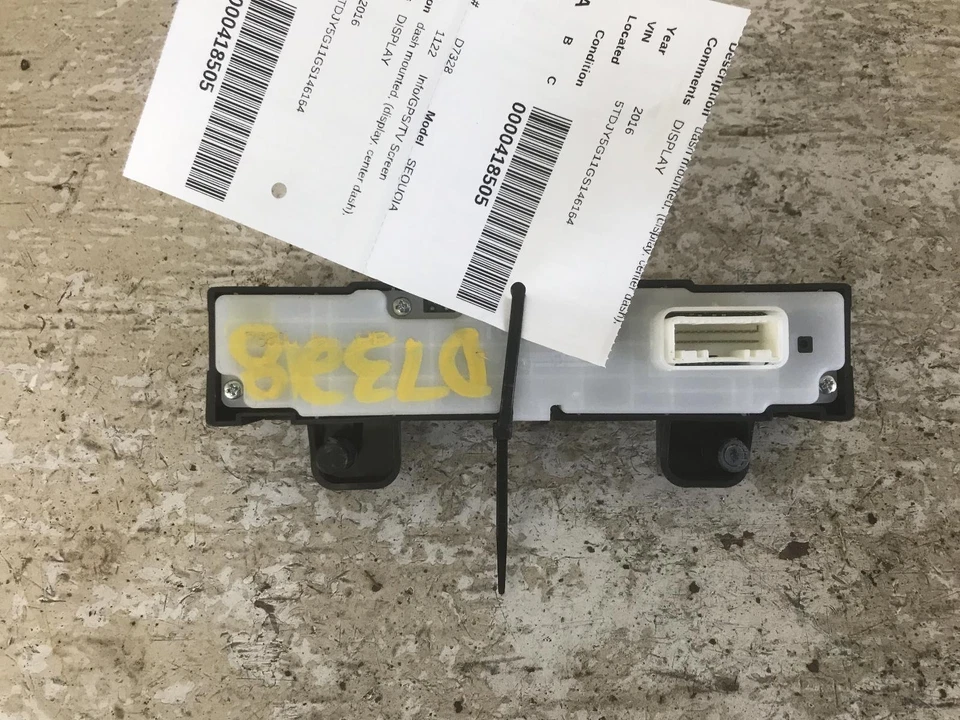 0000418505
2016
5TDJY5G11GS146164
#
D7328
1122
Info/GPS/TV Screen
Model
SEQUOIA
dash mounted, (display, center dash),
DISPLAY
A
B
C
0000418505
Year
2016
VIN
5TDJY5G11GS146164
Located
Condition
Description
dash mounted, (display, center dash),
Comments
DISPLAY
D7328